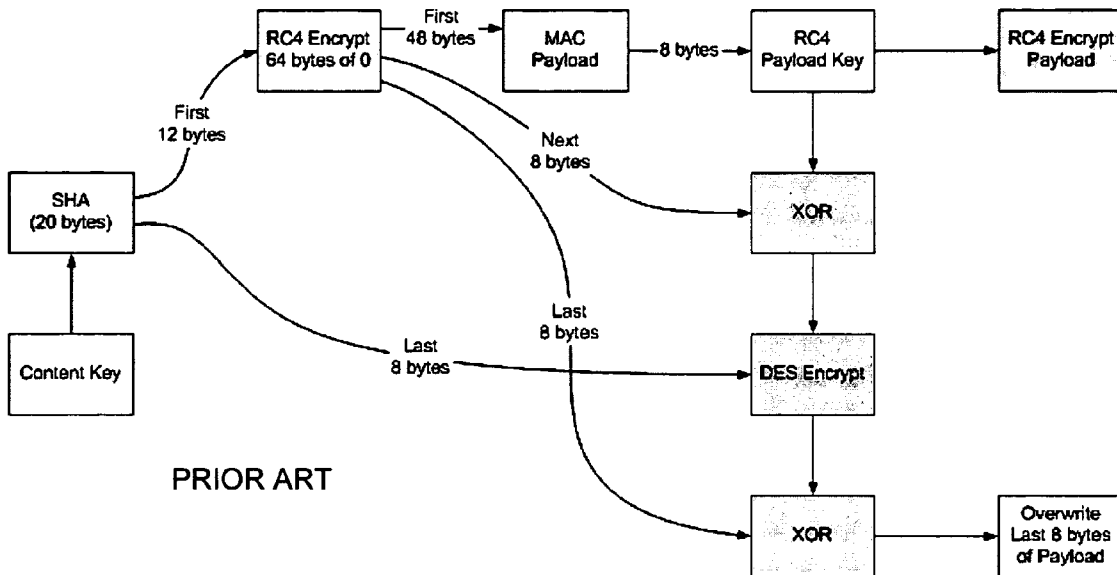 First
48 bytes
RC4 Encrypt
64 bytes of 0
MAC
Payload
8 bytes
RC4
Payload Key
RC4 Encrypt
Payload
First
12 bytes
Next
8 bytes
SHA
(20 bytes)
XOR
Last
8 bytes
Last
8 bytes
Content Key
DES Encrypt
PRIOR ART
XOR
Overwrite
Last 8 bytes
of Payload